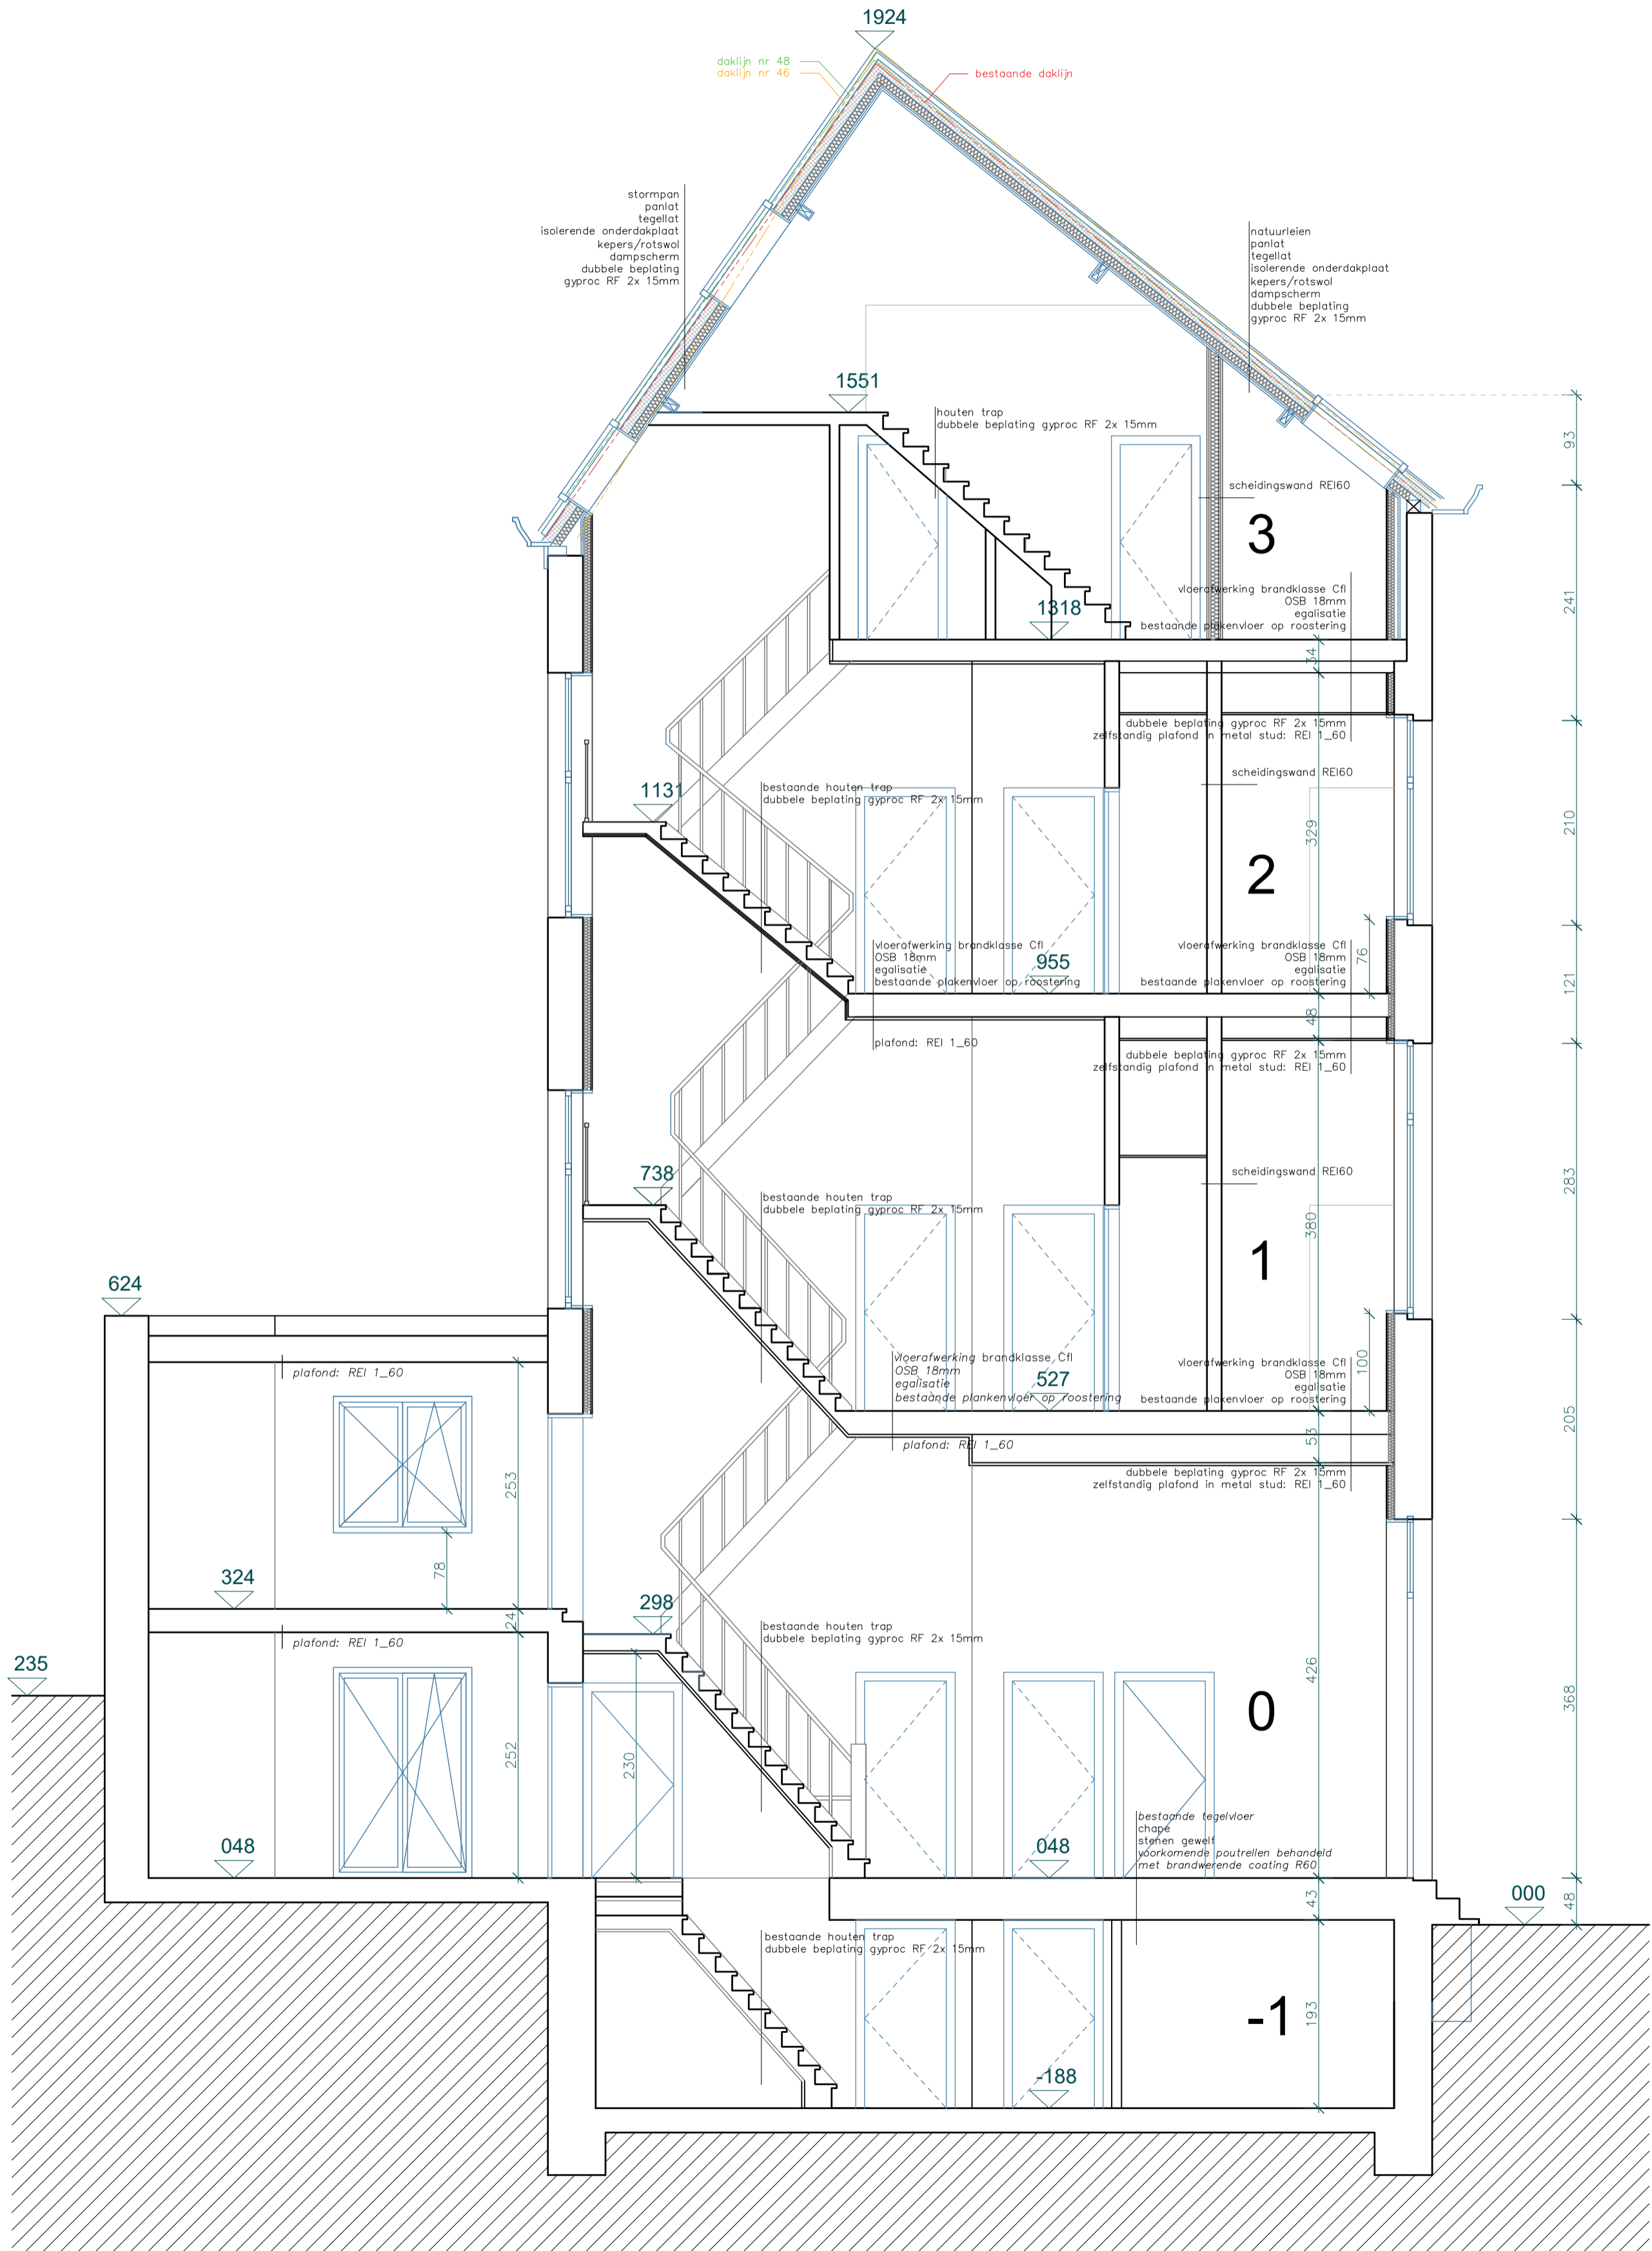 1924
daklijn nr 48
daklijn nr 46
bestaande daklijn
stormpan
panlat
tegellat
isolerende onderdakplaat
kepers/rotswol
dampscherm
dubbele beplating
gyproc RF 2x 15mm
natuurleien
panlat
tegellat
isolerende onderdakplaat
kepers/rotswol
dampscherm
dubbele beplating
gyproc RF 2x 15mm
1551
houten trap
dubbele beplating gyproc RF 2x 15mm
93
scheidingswand REI60
3
vloerafwerking brandklasse Cfl
OSB 18mm
egalisatie
bestaande plakenvloer op roostering
1318
241
34
dubbele beplating gyproc RF 2x 15mm
zelfstandig plafond in metal stud: REI 1_60
scheidingswand REI60
1131
bestaande houten trap
dubbele beplating gyproc RF 2x 15mm
329
210
2
vloerafwerking brandklasse Cfl
OSB 18mm
egalisatie
bestaande plakenvloer op roostering
955
vloerafwerking brandklasse Cfl
OSB 18mm
egalisatie
bestaande plakenvloer op roostering
76
121
48
plafond: REI 1_60
dubbele beplating gyproc RF 2x 15mm
zelfstandig plafond in metal stud: REI 1_60
738
bestaande houten trap
dubbele beplating gyproc RF 2x 15mm
scheidingswand REI60
283
380
1
624
plafond: REI 1_60
vloerafwerking brandklasse Cfl
OSB 18mm
egalisatie
bestaande plankenvloer op roostering
527
vloerafwerking brandklasse Cfl
OSB 18mm
egalisatie
bestaande plakenvloer op roostering
100
205
53
plafond: REI 1_60
dubbele beplating gyproc RF 2x 15mm
zelfstandig plafond in metal stud: REI 1_60
253
78
324
24
298
plafond: REI 1_60
bestaande houten trap
dubbele beplating gyproc RF 2x 15mm
235
252
230
426
368
0
048
048
bestaande tegelvloer
chape
stenen gewelf
voorkomende poutrellen behandeld
met brandwerende coating R60
43
48
000
bestaande houten trap
dubbele beplating gyproc RF 2x 15mm
193
-1
-188